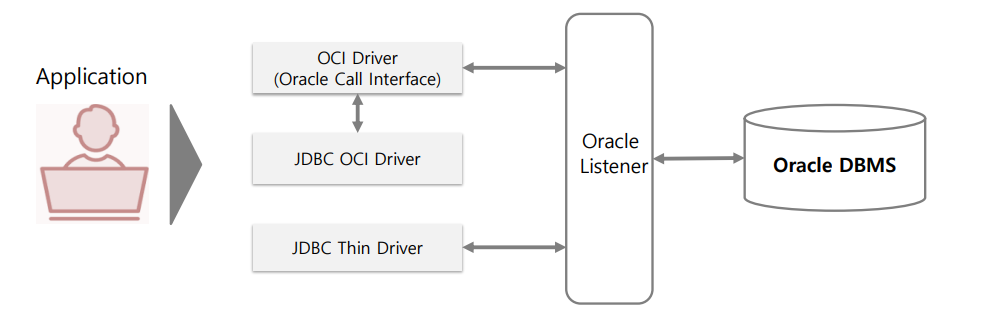 Application
OCI Driver
(Oracle Call Interface)
JDBC OCI Driver
JDBC Thin Driver
Oracle
Listener
Oracle DBMS